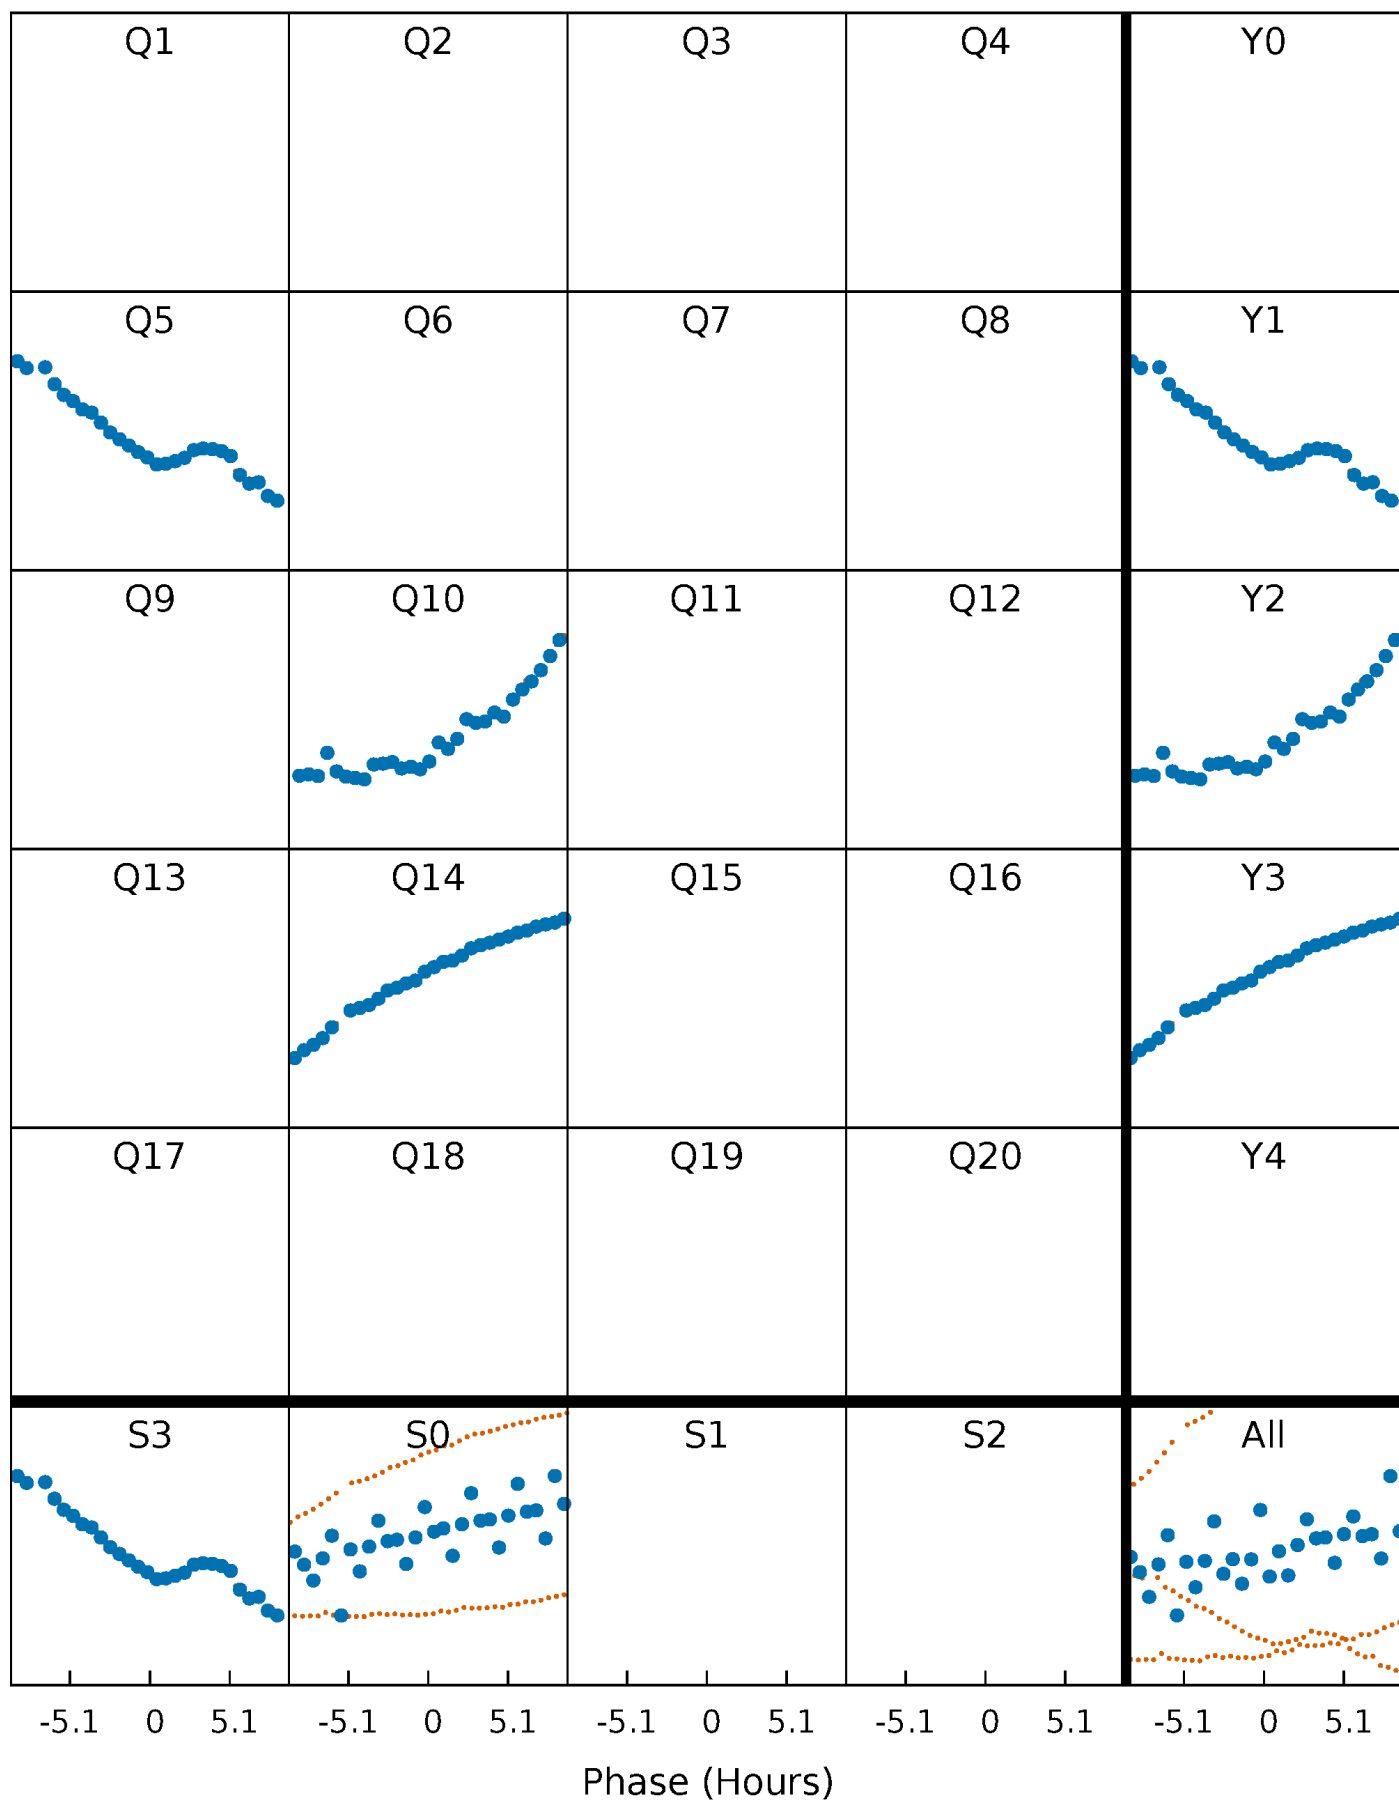 Q1 Q2 Q3 Q4 Y0
Q5 Q6 Q7 Q8 Y1
Q9 Q10 Q11 Q12 Y2
Q13 Q14 Q15 Q16 Y3
Q17 Q18 Q19 Q20 Y4
S3 S0 S1 S2 All
-5.1 0 5.1 -5.1 0 5.1 -5.1 0 5.1 -5.1 0 5.1 -5.1 0 5.1
Phase (Hours)